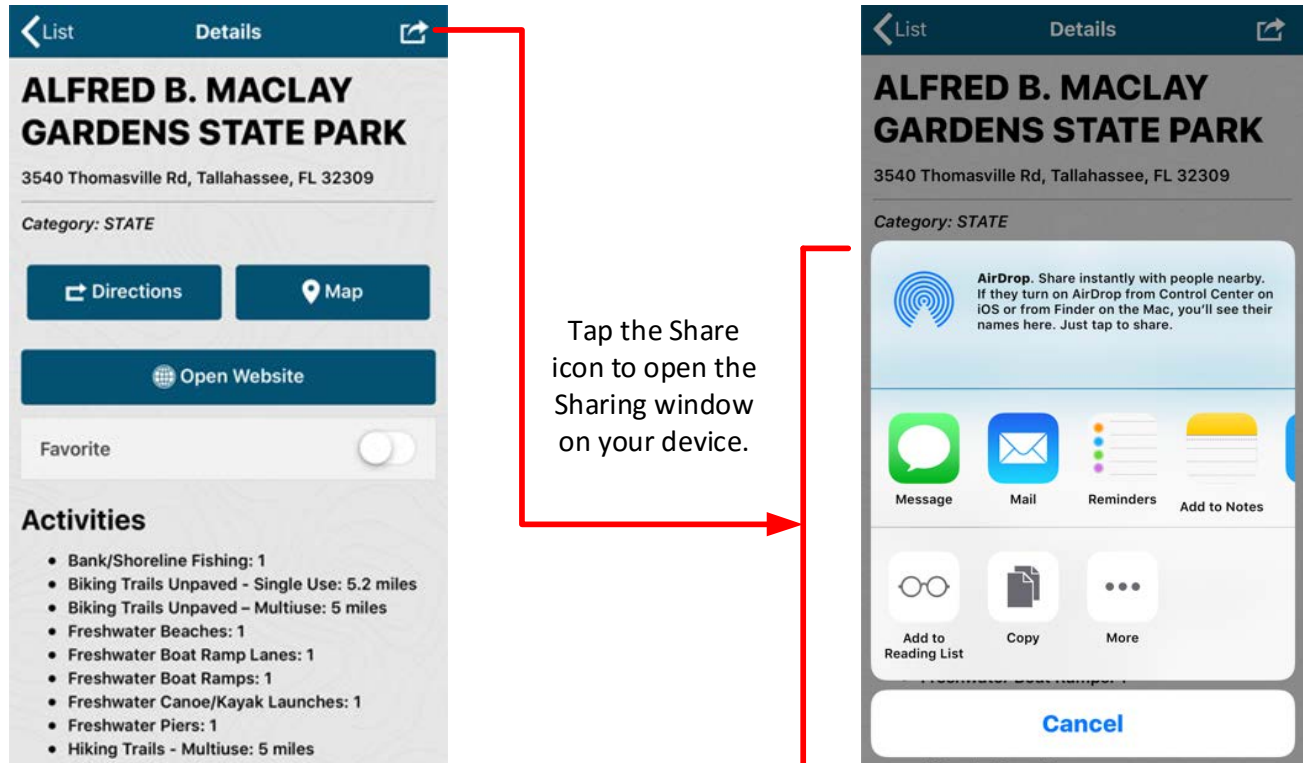 List Details
ALFRED B. MACLAY
GARDENS STATE PARK
3540 Thomasville Rd, Tallahassee, FL 32309
Category: STATE
Directions
Map
Open Website
Favorite
Activities
• Bank/Shoreline Fishing: 1
• Biking Trails Unpaved - Single Use: 5.2 miles
• Biking Trails Unpaved – Multiuse: 5 miles
• Freshwater Beaches: 1
• Freshwater Boat Ramp Lanes: 1
• Freshwater Boat Ramps: 1
• Freshwater Canoe/Kayak Launches: 1
• Freshwater Piers: 1
• Hiking Trails - Multiuse: 5 miles
Tap the Share
icon to open the
Sharing window
on your device.
List Details
ALFRED B. MACLAY
GARDENS STATE PARK
3540 Thomasville Rd, Tallahassee, FL 32309
Category: STATE
AirDrop. Share instantly with people nearby.
If they turn on AirDrop from Control Center on
iOS or from Finder on the Mac, you'll see their
names here. Just tap to share.
Message
Mail
Reminders
Add to Notes
Add to
Reading List
Copy
More
• Freshwater Boat Ramps: 1
Cancel